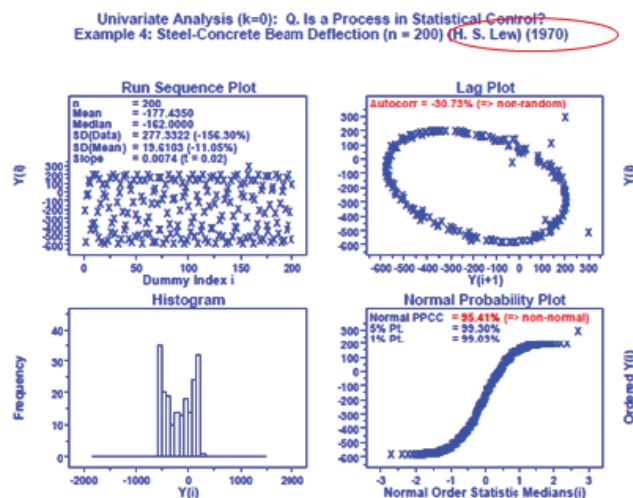 Univariate Analysis (k=0): Q. Is a Process in Statistical Control?
Example 4: Steel-Concrete Beam Deflection (n = 200) (H. S. Lew) (1970)
Run Sequence Plot
n = 200
Mean = -177.4350
Median = -162.0000
SD(Data) = 277.3322 (-156.30%)
SD(Mean) = 19.6103 (-11.05%)
Slope = 0.0074 (t = 0.02)
Y(i)
300
200
100
0
-100
-200
-300
-400
-500
-600
0 50 100 150 200
Dummy Index i
Lag Plot
Autocorr = -30.73% (=> non-random)
Y(i)
300
200
100
0
-100
-200
-300
-400
-500
-600
-600 -500 -400 -300 -200 -100 0 100 200 300
Y(i+1)
Histogram
Frequency
40
30
20
10
0
-2000 -1000 0 1000 2000
Y(i)
Normal Probability Plot
Normal PPCC = 95.41% (=> non-normal)
5% Pt. = 99.30%
1% Pt. = 99.03%
Ordered Y(i)
300
200
100
0
-100
-200
-300
-400
-500
-600
-3 -2 -1 0 1 2 3
Normal Order Statistic Medians(i)